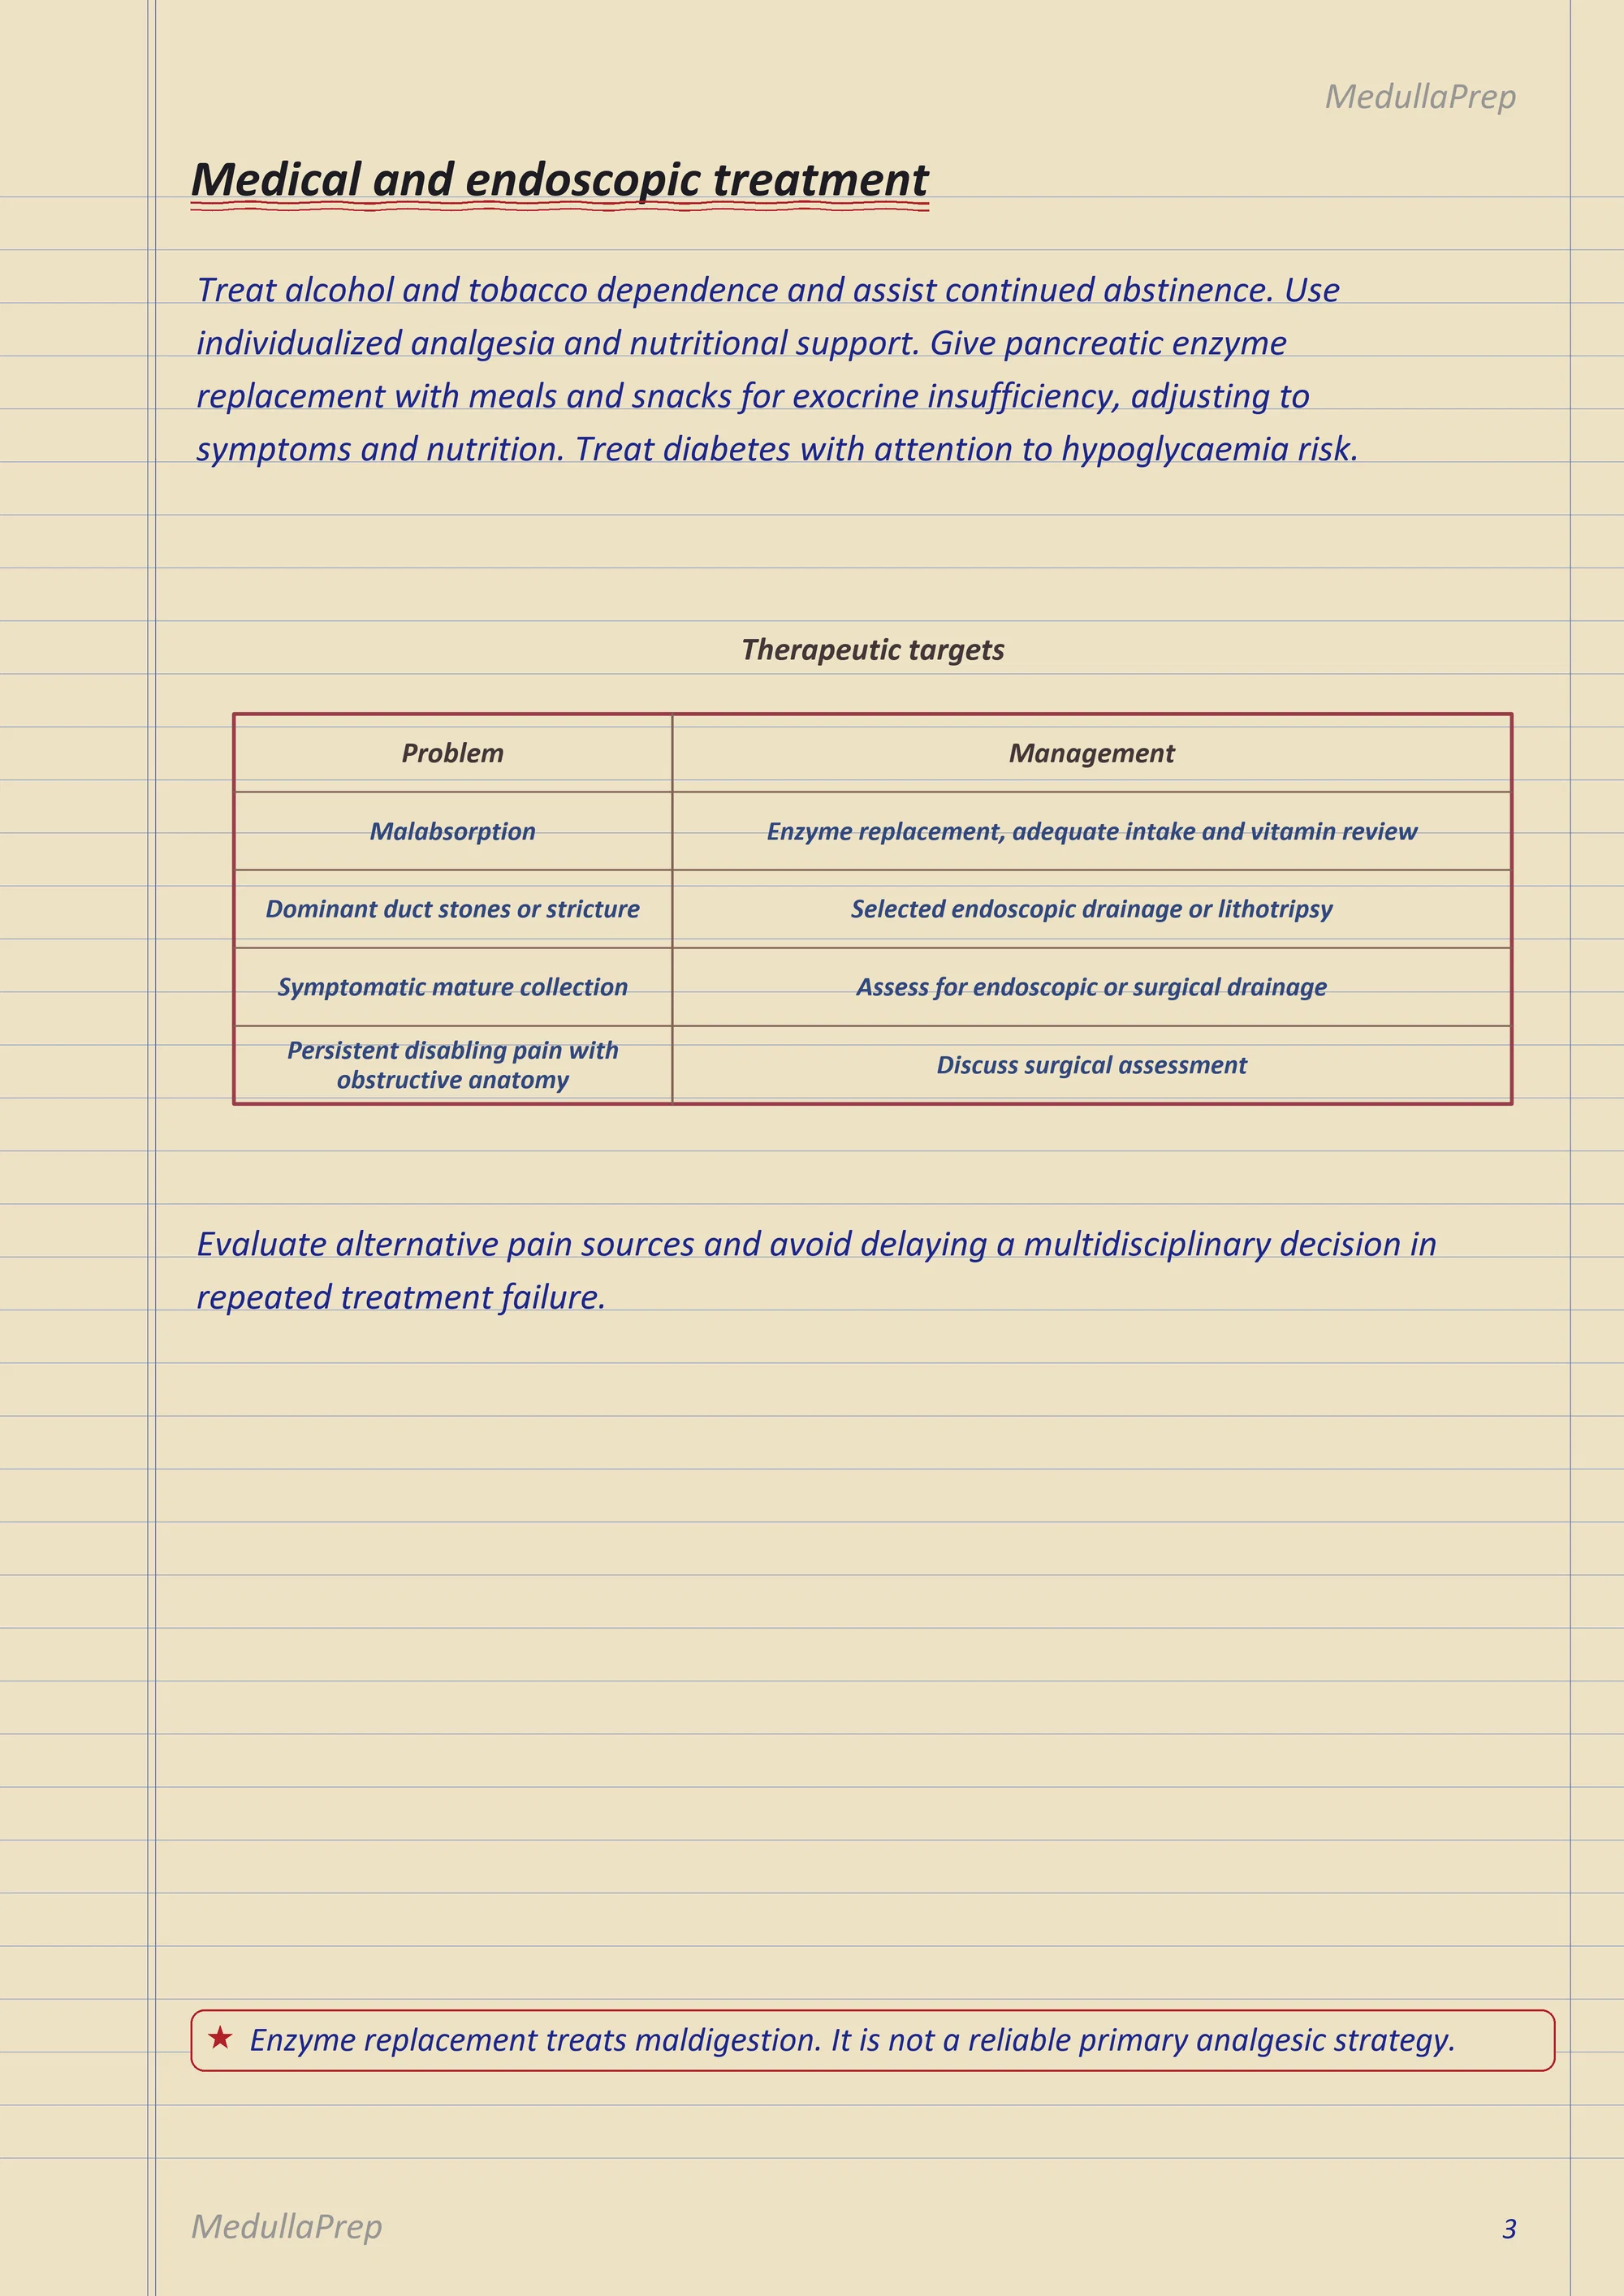 MedullaPrep
Medical and endoscopic treatment
Treat alcohol and tobacco dependence and assist continued abstinence. Use
individualized analgesia and nutritional support. Give pancreatic enzyme
replacement with meals and snacks for exocrine insufficiency, adjusting to
symptoms and nutrition. Treat diabetes with attention to hypoglycaemia risk.
Therapeutic targets
Problem Management
Malabsorption Enzyme replacement, adequate intake and vitamin review
Dominant duct stones or stricture Selected endoscopic drainage or lithotripsy
Symptomatic mature collection Assess for endoscopic or surgical drainage
Persistent disabling pain with
obstructive anatomy Discuss surgical assessment
Evaluate alternative pain sources and avoid delaying a multidisciplinary decision in
repeated treatment failure.
★ Enzyme replacement treats maldigestion. It is not a reliable primary analgesic strategy.
MedullaPrep 3